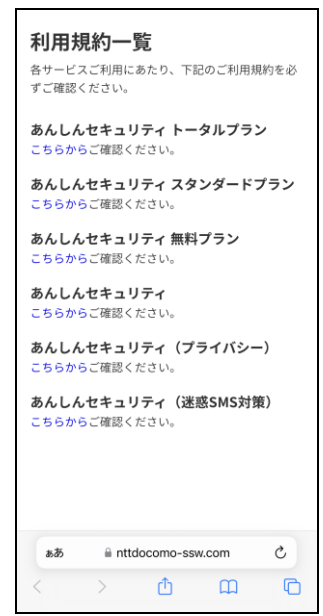 利用規約一覧
各サービスご利用にあたり、下記のご利用規約を必
ずご確認ください。
あんしんセキュリティ トータルプラン
こちらからご確認ください。
あんしんセキュリティ スタンダードプラン
こちらからご確認ください。
あんしんセキュリティ 無料プラン
こちらからご確認ください。
あんしんセキュリティ
こちらからご確認ください。
あんしんセキュリティ（プライバシー）
こちらからご確認ください。
あんしんセキュリティ（迷惑SMS対策）
こちらからご確認ください。
ぁあ nttdocomo-ssw.com